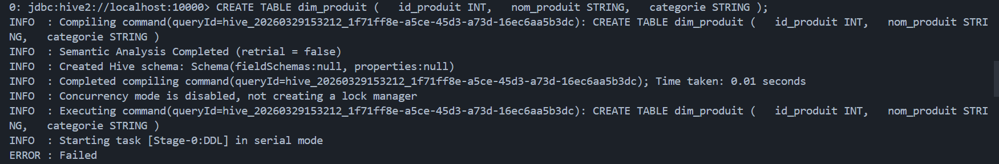 0: jdbc:hive2://localhost:10000> CREATE TABLE dim_produit (   id_produit INT,   nom_produit STRING,   categorie STRING );
INFO  : Compiling command(queryId=hive_20260329153212_1f71ff8e-a5ce-45d3-a73d-16ec6aa5b3dc): CREATE TABLE dim_produit (   id_produit INT,   nom_produit STRI
NG,   categorie STRING )
INFO  : Semantic Analysis Completed (retrial = false)
INFO  : Created Hive schema: Schema(fieldSchemas:null, properties:null)
INFO  : Completed compiling command(queryId=hive_20260329153212_1f71ff8e-a5ce-45d3-a73d-16ec6aa5b3dc); Time taken: 0.01 seconds
INFO  : Concurrency mode is disabled, not creating a lock manager
INFO  : Executing command(queryId=hive_20260329153212_1f71ff8e-a5ce-45d3-a73d-16ec6aa5b3dc): CREATE TABLE dim_produit (   id_produit INT,   nom_produit STRI
NG,   categorie STRING )
INFO  : Starting task [Stage-0:DDL] in serial mode
ERROR : Failed